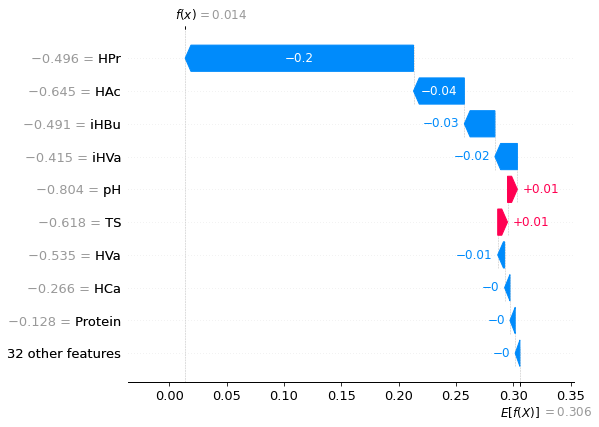 f(x) = 0.014
−0.496 = HPr
−0.2
−0.645 = HAc
−0.04
−0.491 = iHBu
−0.03
−0.415 = iHVa
−0.02
−0.804 = pH
+0.01
−0.618 = TS
+0.01
−0.535 = HVa
−0.01
−0.266 = HCa
−0
−0.128 = Protein
−0
32 other features
−0
0.00 0.05 0.10 0.15 0.20 0.25 0.30 0.35
E[f(X)] = 0.306